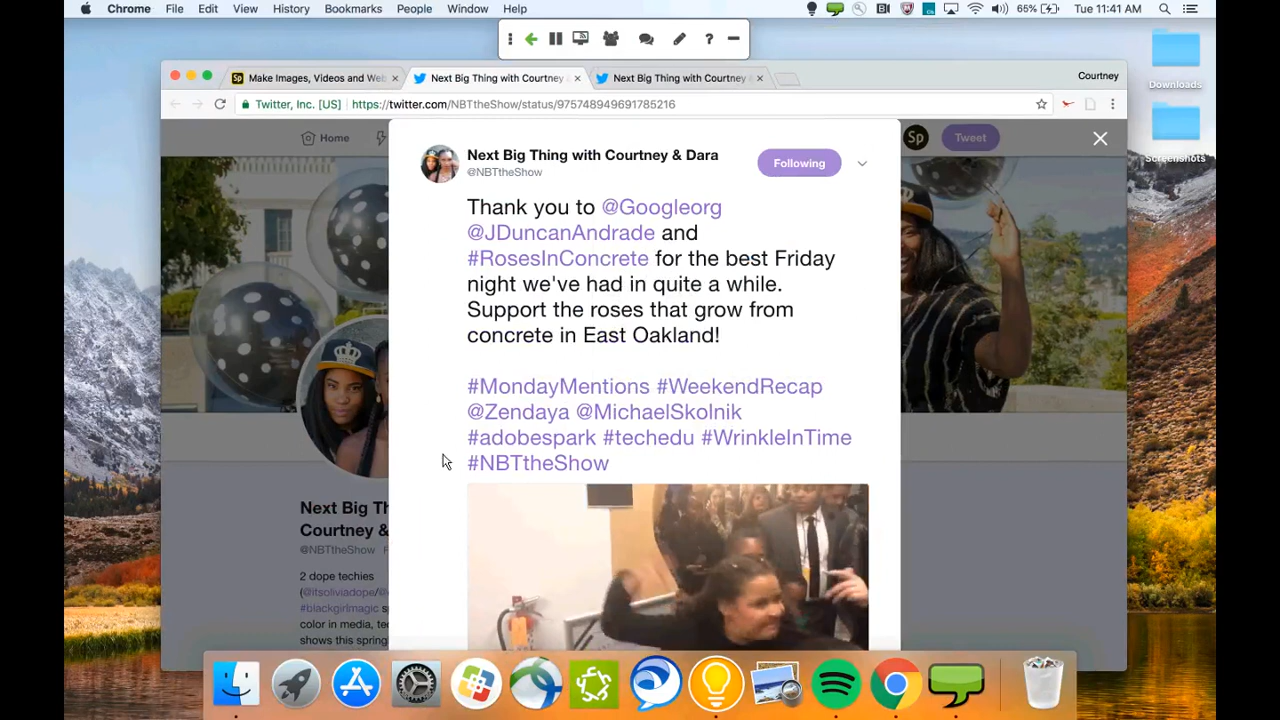 Chrome File Edit View History Bookmarks People Window Help 65% Tue 11:41 AM
Downloads
Screenshots
Sp Make Images, Videos and Web × Next Big Thing with Courtney × Next Big Thing with Courtney × Courtney
Twitter, Inc. [US] https://twitter.com/NBTtheShow/status/975748949691785216
Home Sp Tweet
Next Big Thing with Courtney & Dara
@NBTtheShow
Following
Thank you to @Googleorg
@JDuncanAndrade and
#RosesInConcrete for the best Friday
night we've had in quite a while.
Support the roses that grow from
concrete in East Oakland!
#MondayMentions #WeekendRecap
@Zendaya @MichaelSkolnik
#adobespark #techedu #WrinkleInTime
#NBTtheShow
Next Big Th
Courtney &
@NBTtheShow
2 dope techies
(@itsoliviadope/@
#blackgirlmagic s
color in media, te
shows this spring